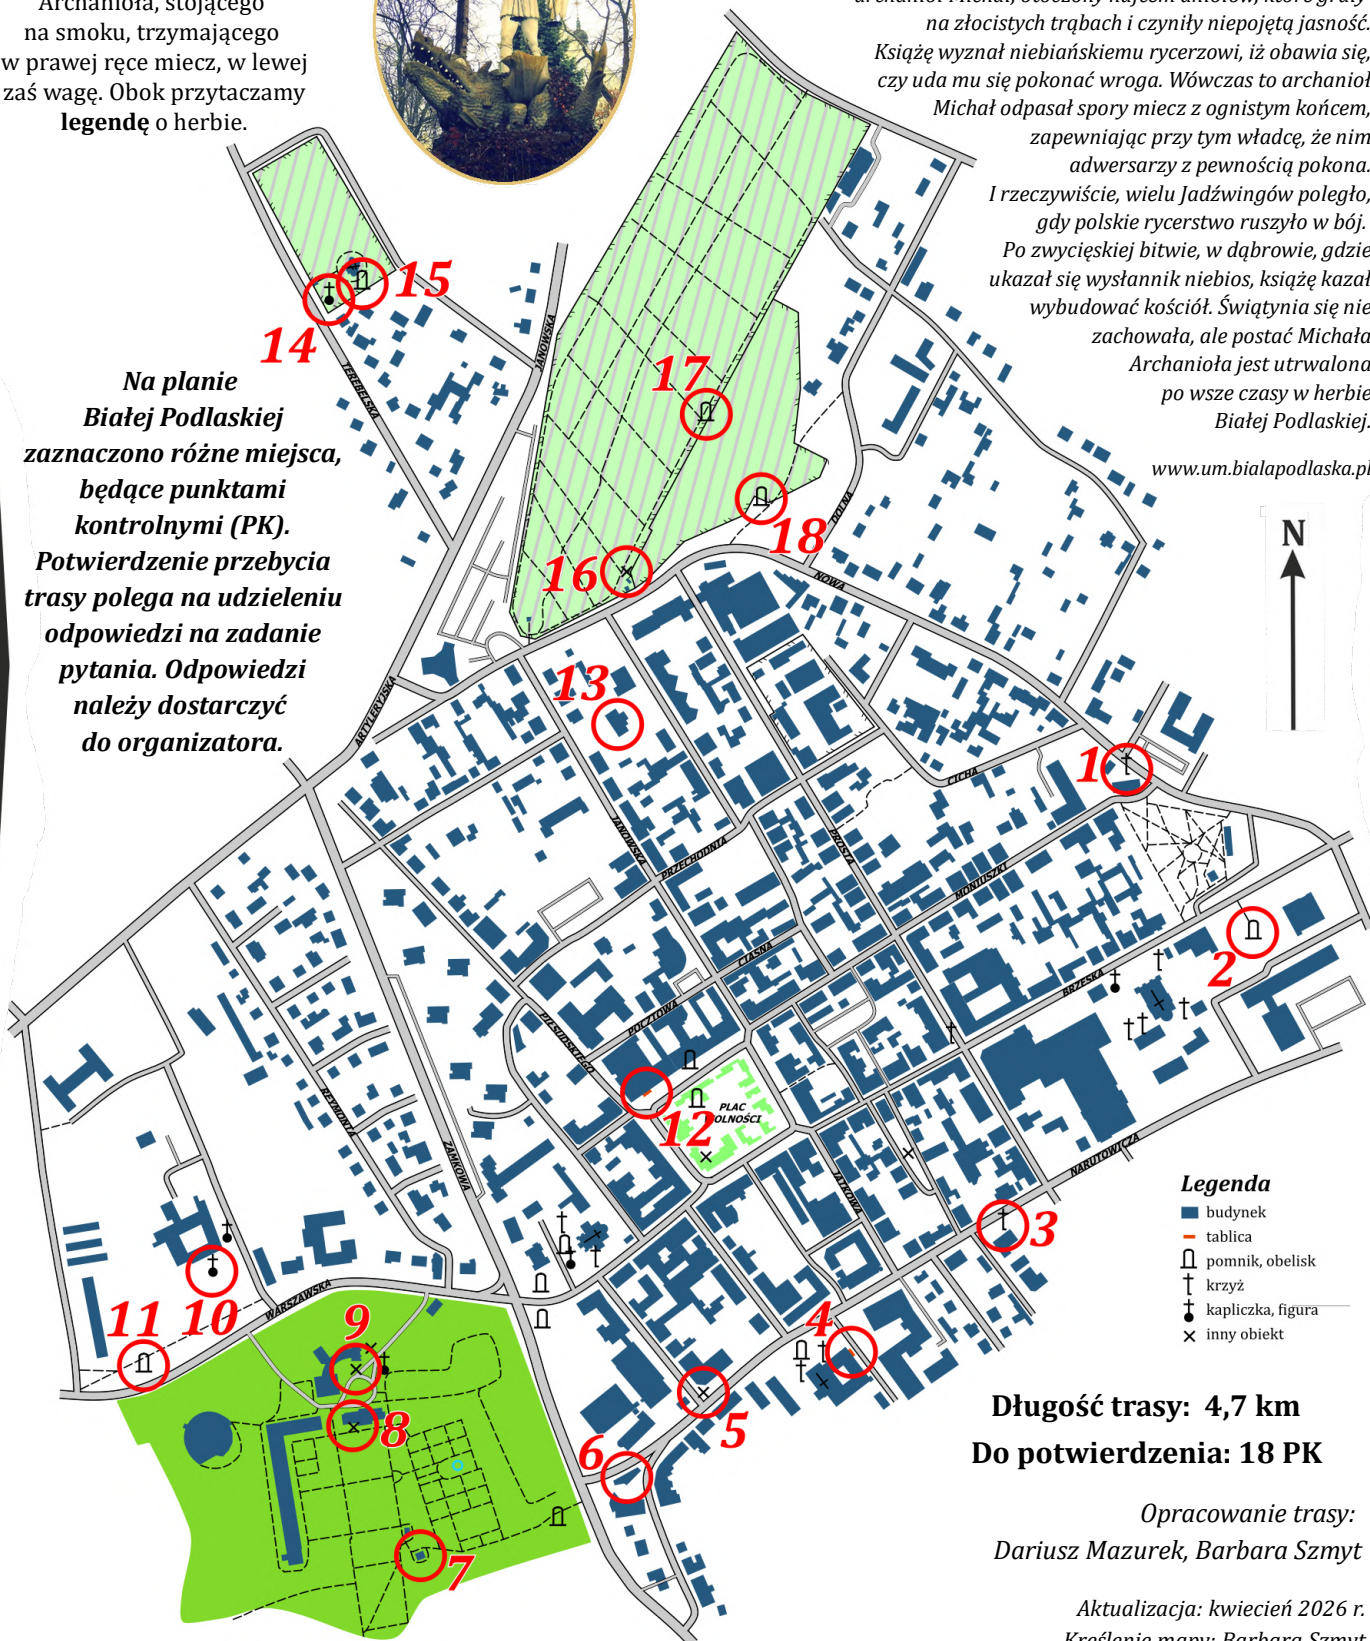 Archanioła, stojącego
na smoku, trzymającego
w prawej ręce miecz, w lewej
zaś wagę. Obok przytaczamy
legendę o herbie.
na złocistych trąbach i czyniły niepojętą jasność.
Książę wyznał niebiańskiemu rycerzowi, iż obawia się,
czy uda mu się pokonać wroga. Wówczas to archanioł
Michał odpasał spory miecz z ognistym końcem,
zapewniając przy tym władcę, że nim
adwersarzy z pewnością pokona.
I rzeczywiście, wielu Jadźwingów poległo,
gdy polskie rycerstwo ruszyło w bój.
Po zwycięskiej bitwie, w dąbrowie, gdzie
ukazał się wysłannik niebios, książę kazał
wybudować kościół. Świątynia się nie
zachowała, ale postać Michała
Archanioła jest utrwalona
po wsze czasy w herbie
Białej Podlaskiej.
www.um.bialapodlaska.pl
Na planie
Białej Podlaskiej
zaznaczono różne miejsca,
będące punktami
kontrolnymi (PK).
Potwierdzenie przebycia
trasy polega na udzieleniu
odpowiedzi na zadanie
pytania. Odpowiedzi
należy dostarczyć
do organizatora.
N
15
14
TEREBELSKA
JANOWSKA
17
18
DOLNA
16
NOWA
13
ARTYLERYJSKA
1
CICHA
JANOWSKA
PRZECHODNIA
PROSTA
MONIUSZKI
2
CIASNA
BRZESKA
POCZTOWA
PIŁSUDSKIEGO
REYMONTA
ZAMKOWA
12
PLAC
WOLNOŚCI
JATKOWA
NARUTOWICZA
3
11
10
WARSZAWSKA
9
8
7
6
5
4
Legenda
budynek
tablica
pomnik, obelisk
krzyż
kapliczka, figura
inny obiekt
Długość trasy: 4,7 km
Do potwierdzenia: 18 PK
Opracowanie trasy:
Dariusz Mazurek, Barbara Szmyt
Aktualizacja: kwiecień 2026 r.
Kreślenie mapy: Barbara Szmyt